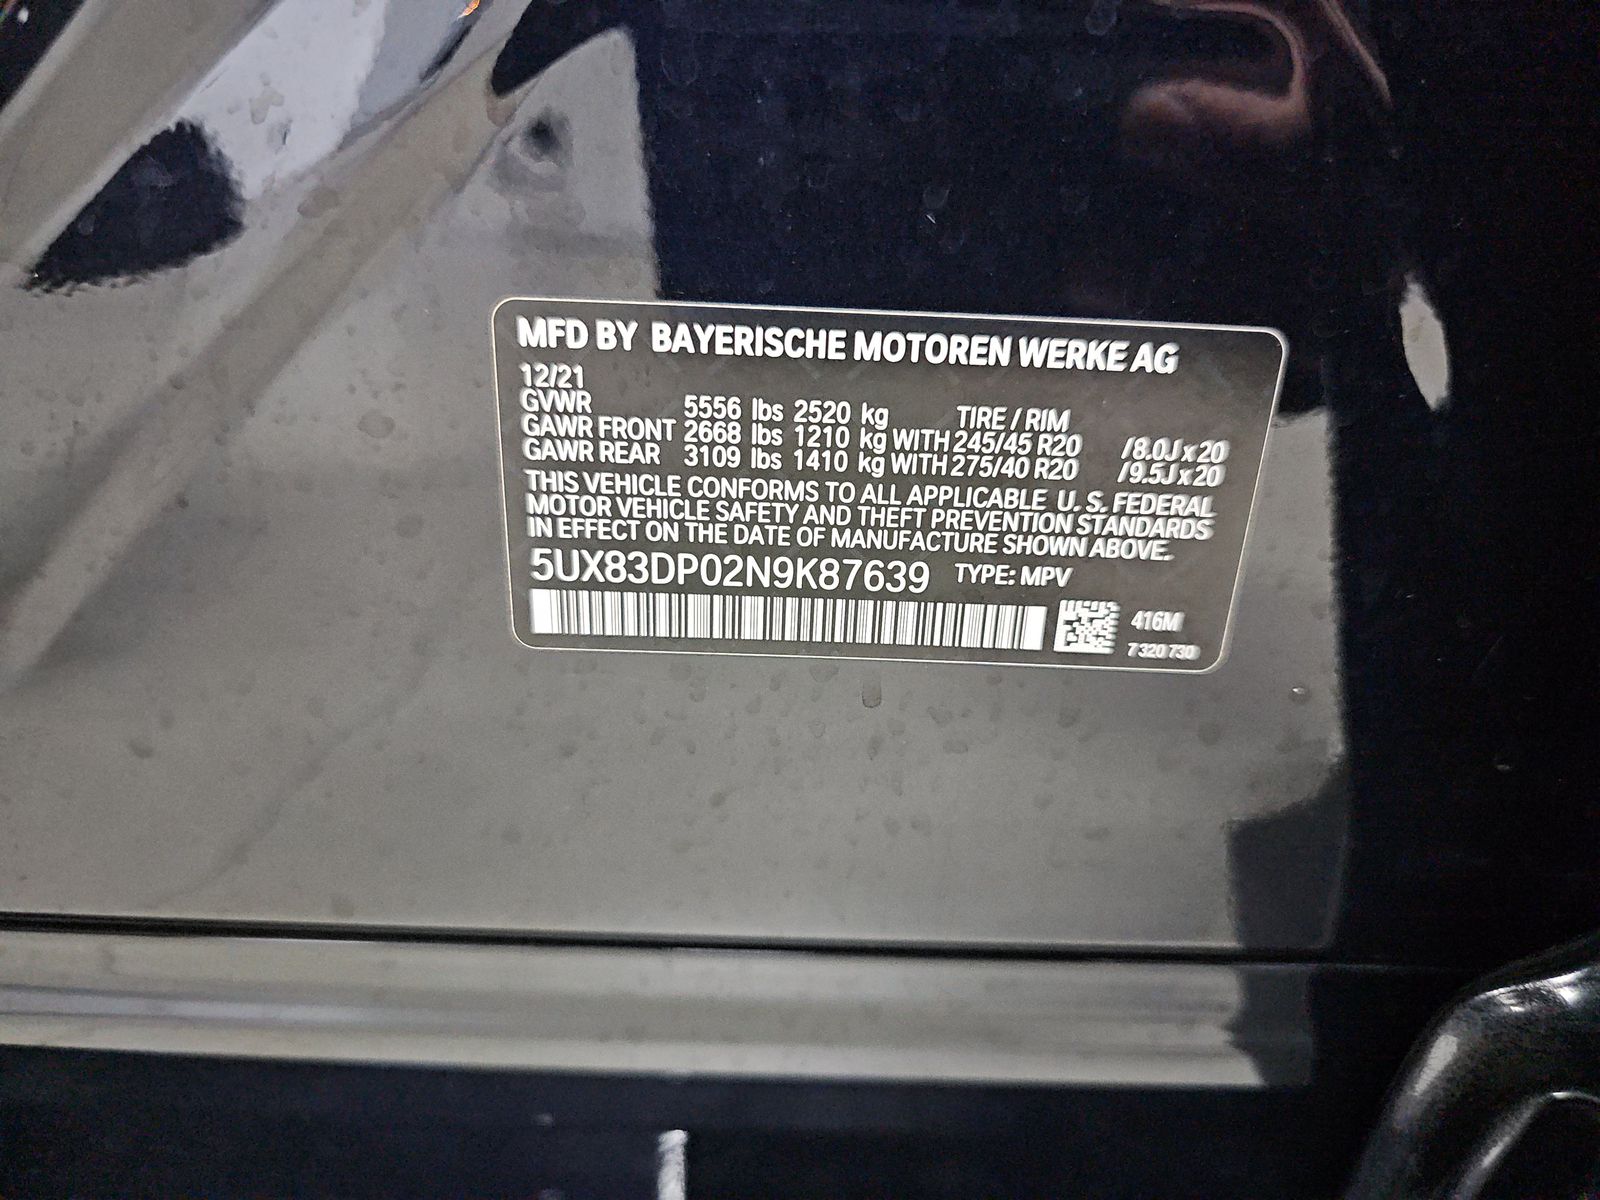 MFD BY BAYERISCHE MOTOREN WERKE AG
12/21
GVWR 5556 lbs 2520 kg TIRE / RIM
GAWR FRONT 2668 lbs 1210 kg WITH 245/45 R20 /8.0J x 20
GAWR REAR 3109 lbs 1410 kg WITH 275/40 R20 /9.5J x 20
THIS VEHICLE CONFORMS TO ALL APPLICABLE U. S. FEDERAL
MOTOR VEHICLE SAFETY AND THEFT PREVENTION STANDARDS
IN EFFECT ON THE DATE OF MANUFACTURE SHOWN ABOVE.
5UX83DP02N9K87639 TYPE: MPV
416M
7 320 730